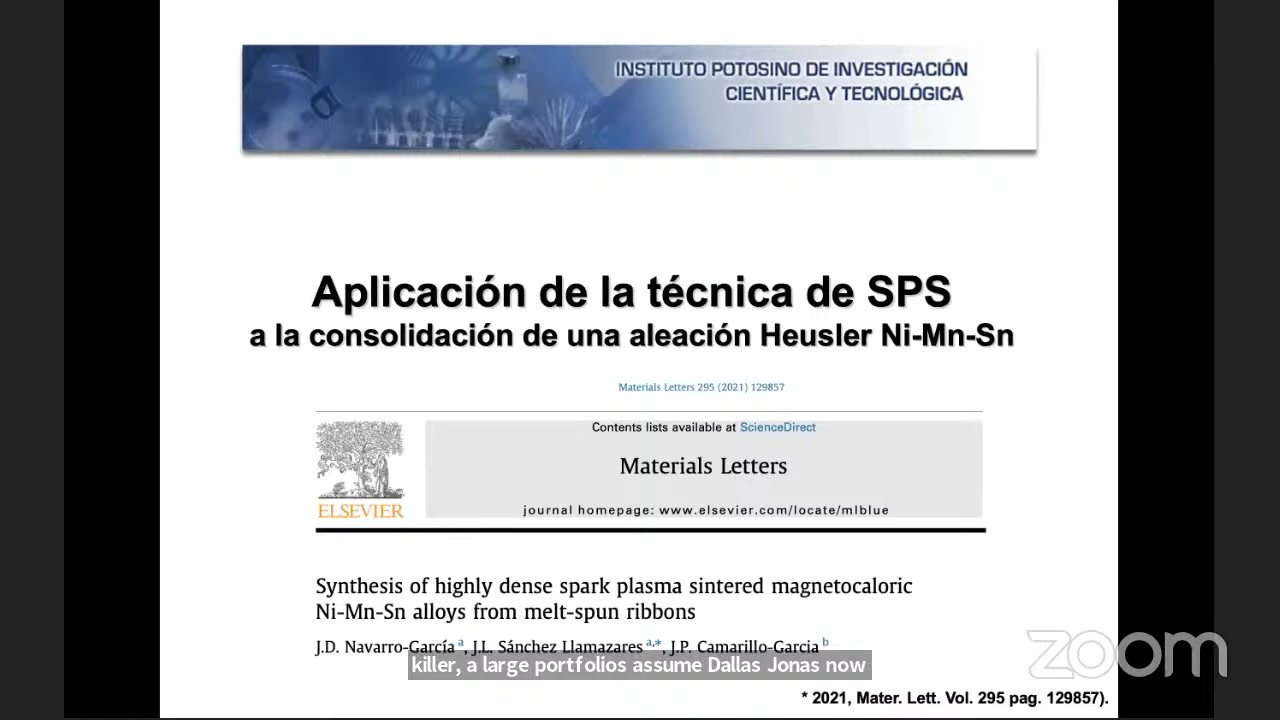 INSTITUTO POTOSINO DE INVESTIGACIÓN
CIENTÍFICA Y TECNOLÓGICA
Aplicación de la técnica de SPS
a la consolidación de una aleación Heusler Ni-Mn-Sn
Materials Letters 295 (2021) 129857
Contents lists available at ScienceDirect
Materials Letters
journal homepage: www.elsevier.com/locate/mlblue
ELSEVIER
Synthesis of highly dense spark plasma sintered magnetocaloric
Ni-Mn-Sn alloys from melt-spun ribbons
J.D. Navarro-García a, J.L. Sánchez Llamazares a,*, J.P. Camarillo-Garcia b
killer, a large portfolios assume Dallas Jonas now
zoom
* 2021, Mater. Lett. Vol. 295 pag. 129857).